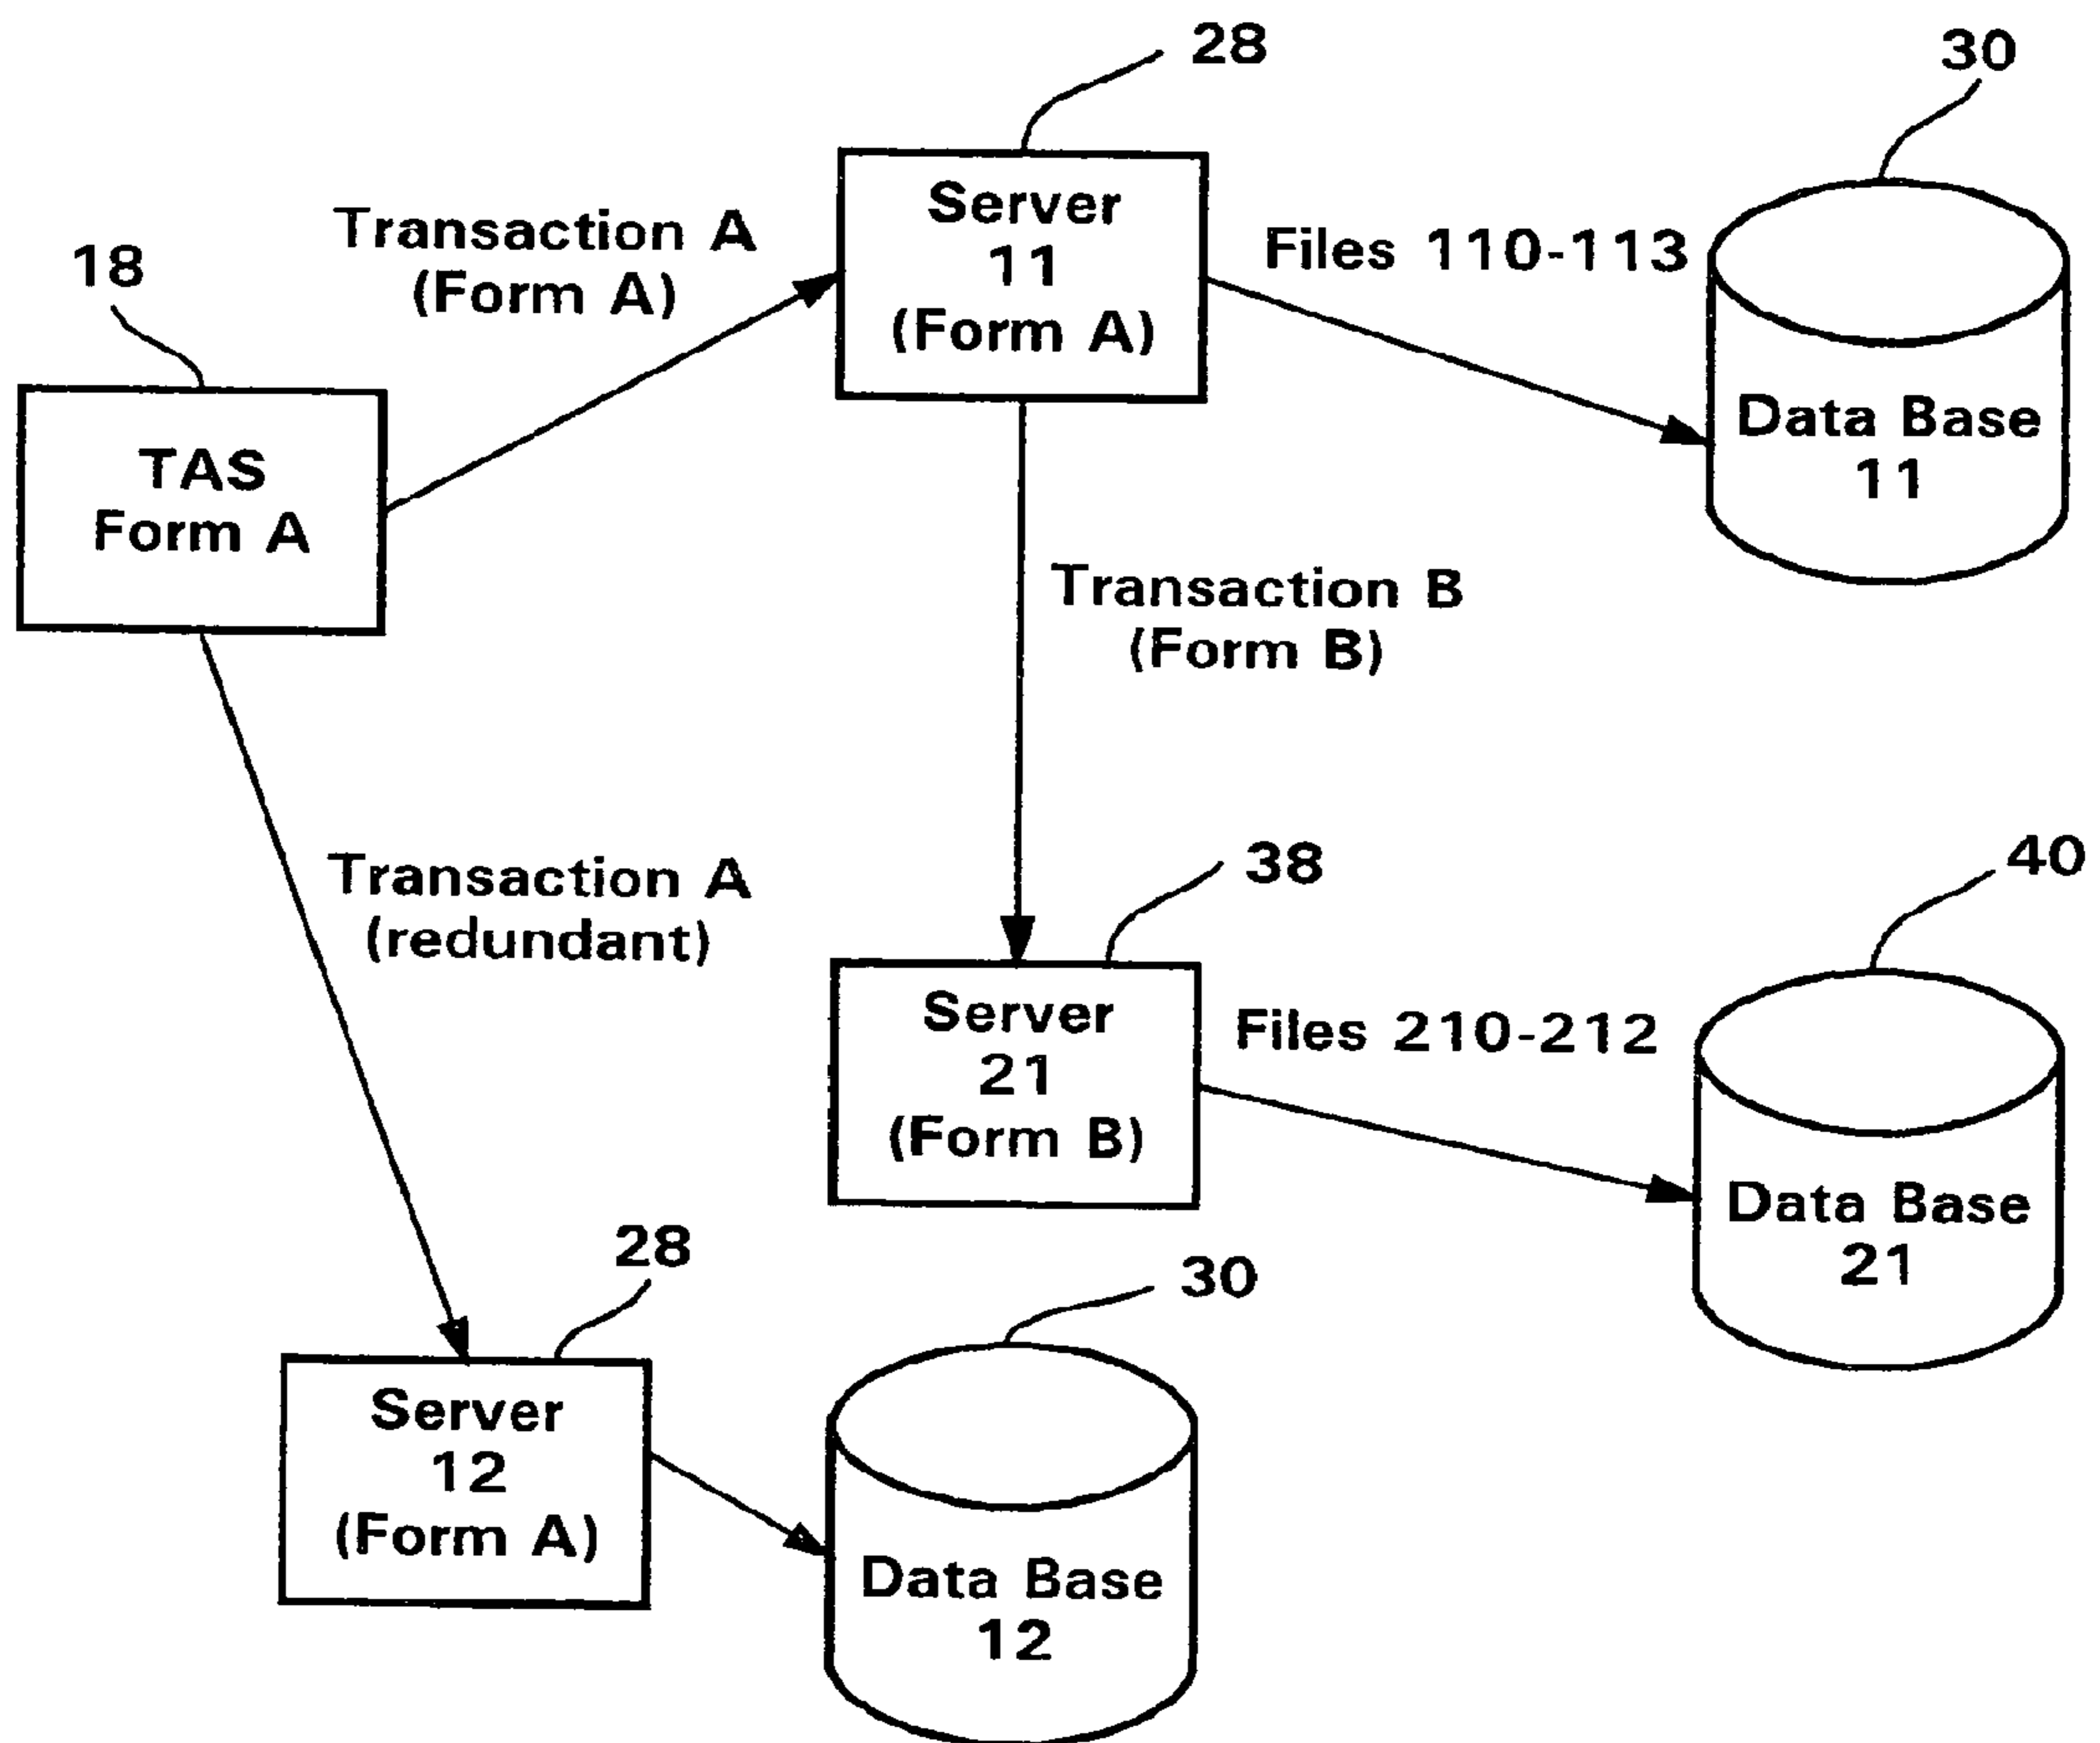 28
30
Transaction A
(Form A)
Server
11
(Form A)
Files 110-113
18
Data Base
11
TAS
Form A
Transaction B
(Form B)
Transaction A
(redundant)
38
40
Server
21
(Form B)
Files 210-212
Data Base
21
28
30
Server
12
(Form A)
Data Base
12